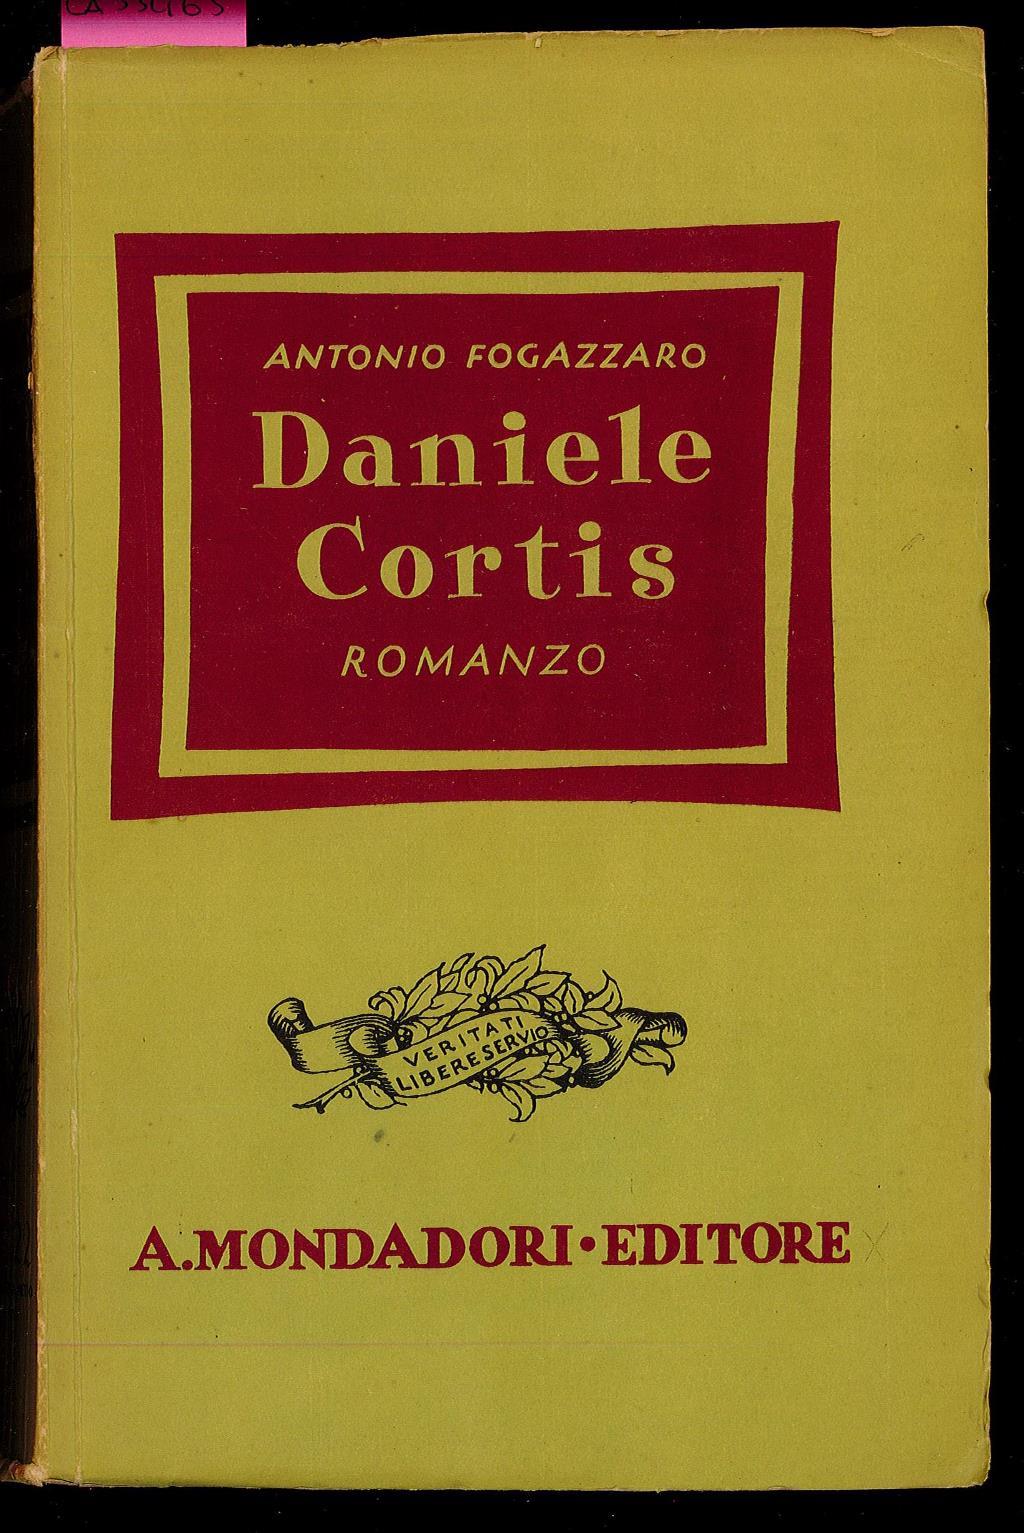 ANTONIO FOGAZZARO
Daniele
Cortis
ROMANZO
VERITATI
LIBERE SERVIO
A. MONDADORI • EDITORE